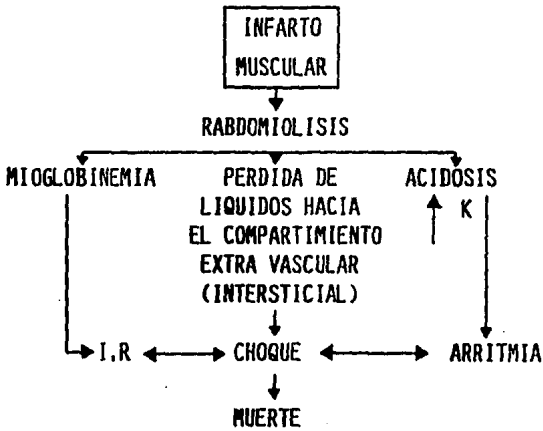 INFARTO
MUSCULAR
RABDOMIOLISIS
MIOGLOBINEMIA
PERDIDA DE
LIQUIDOS HACIA
EL COMPARTIMIENTO
EXTRA VASCULAR
(INTERSTICIAL)
ACIDOSIS
K
I.R
CHOQUE
ARRITMIA
MUERTE